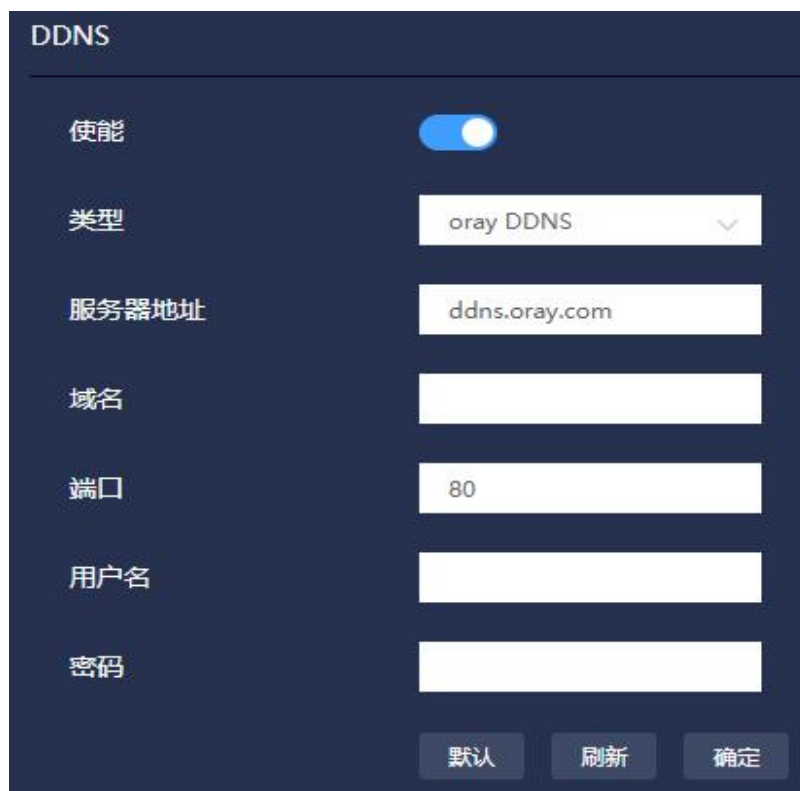 DDNS
使能
类型 oray DDNS
服务器地址 ddns.oray.com
域名
端口 80
用户名
密码
默认 刷新 确定